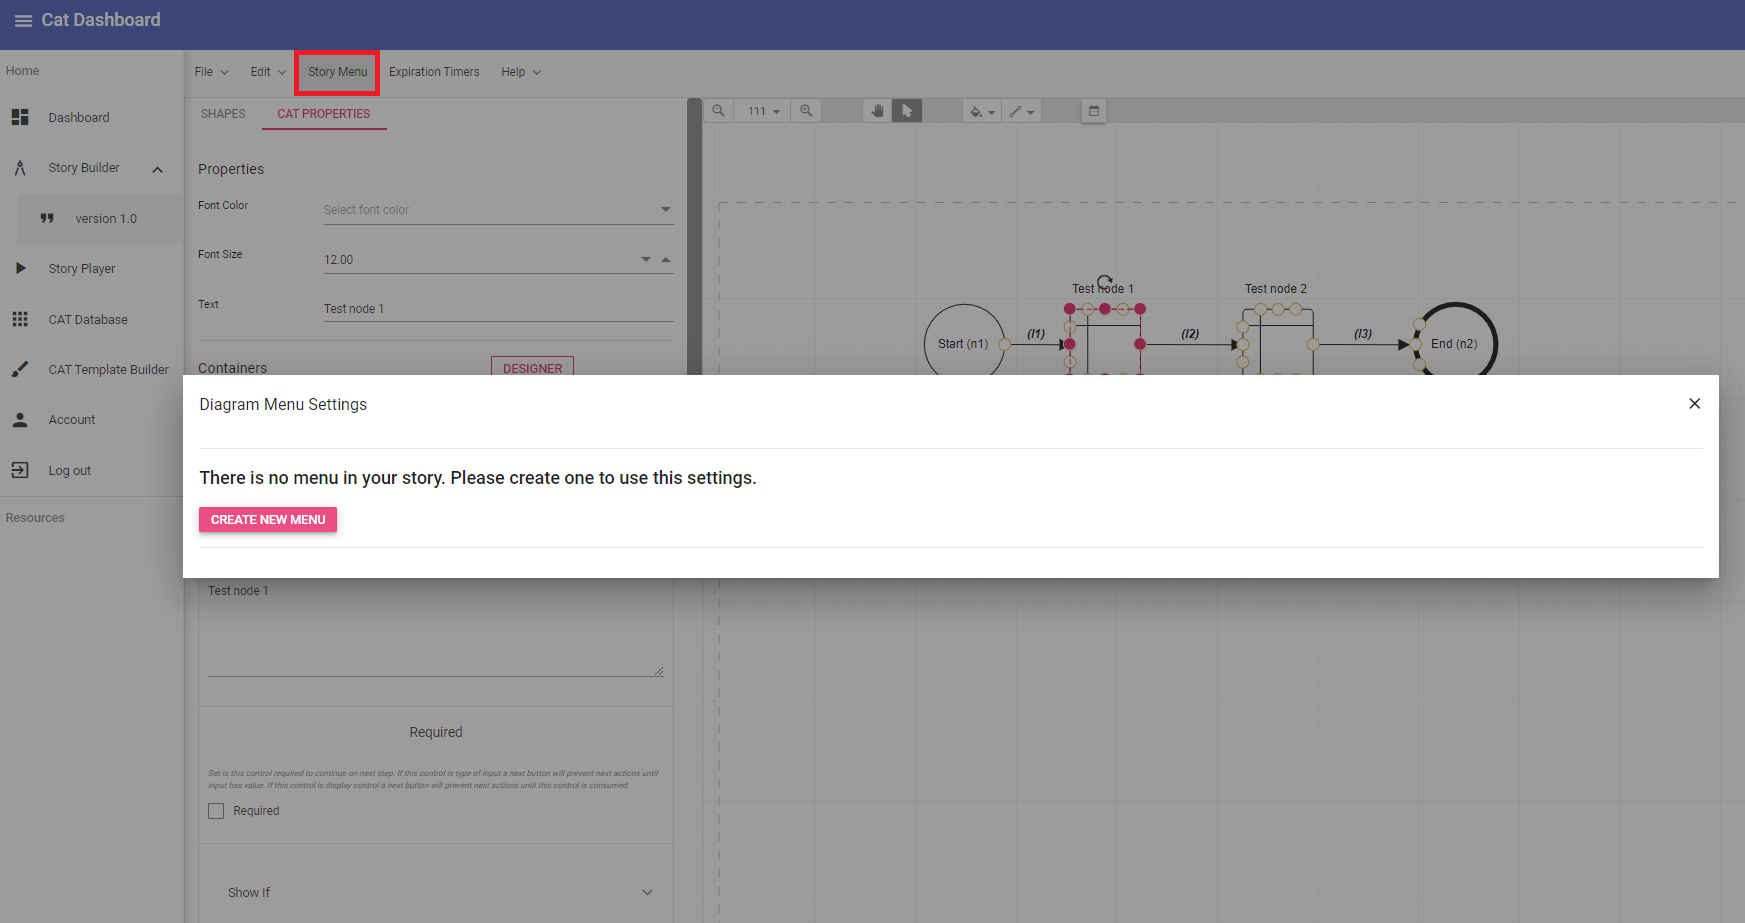 Cat Dashboard
Home
Dashboard
Story Builder
version 1.0
Story Player
CAT Database
CAT Template Builder
Account
Log out
Resources
File Edit Story Menu Expiration Timers Help
SHAPES CAT PROPERTIES
111
Properties
Font Color
Select font color
Font Size
12.00
Text
Test node 1
Containers
DESIGNER
Test node 1
Test node 2
Start (n1)
(l1)
(l2)
(l3)
End (n2)
Diagram Menu Settings
There is no menu in your story. Please create one to use this settings.
CREATE NEW MENU
Test node 1
Required
Set is this control required to continue on next step. If this control is type of input a next button will prevent next actions until
input has value. If this control is display control a next button will prevent next actions until this control is consumed.
Required
Show If